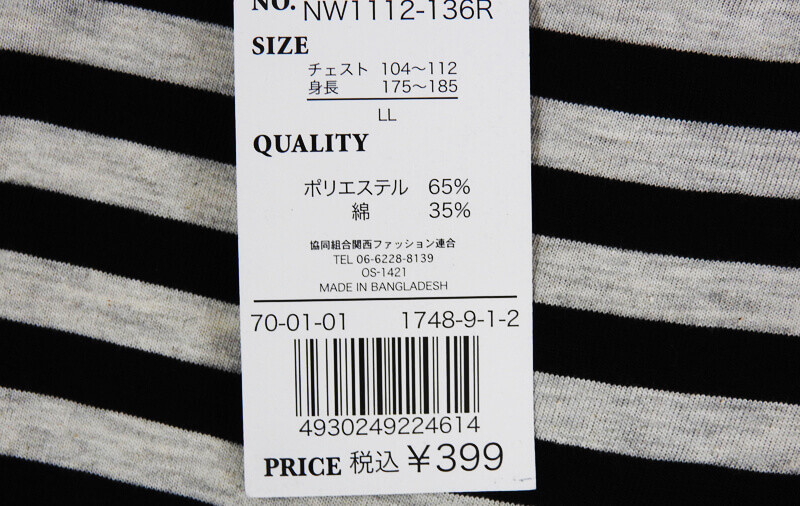 NO. NW1112-136R
SIZE
チェスト 104〜112
身長 175〜185
LL
QUALITY
ポリエステル 65%
綿 35%
協同組合関西ファッション連合
TEL 06-6228-8139
OS-1421
MADE IN BANGLADESH
70-01-01 1748-9-1-2
4930249224614
PRICE 税込 ¥399